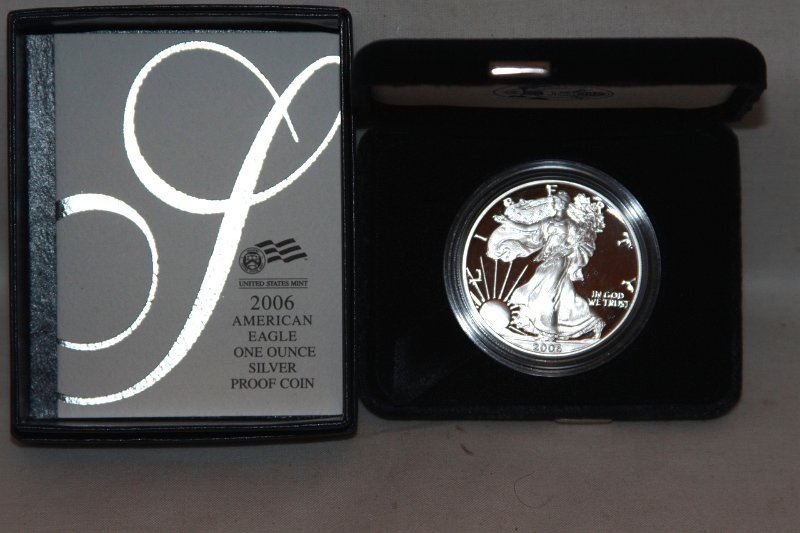 UNITED STATES MINT
2006
AMERICAN
EAGLE
ONE OUNCE
SILVER
PROOF COIN
LIBERTY
IN GOD
WE TRUST
2006